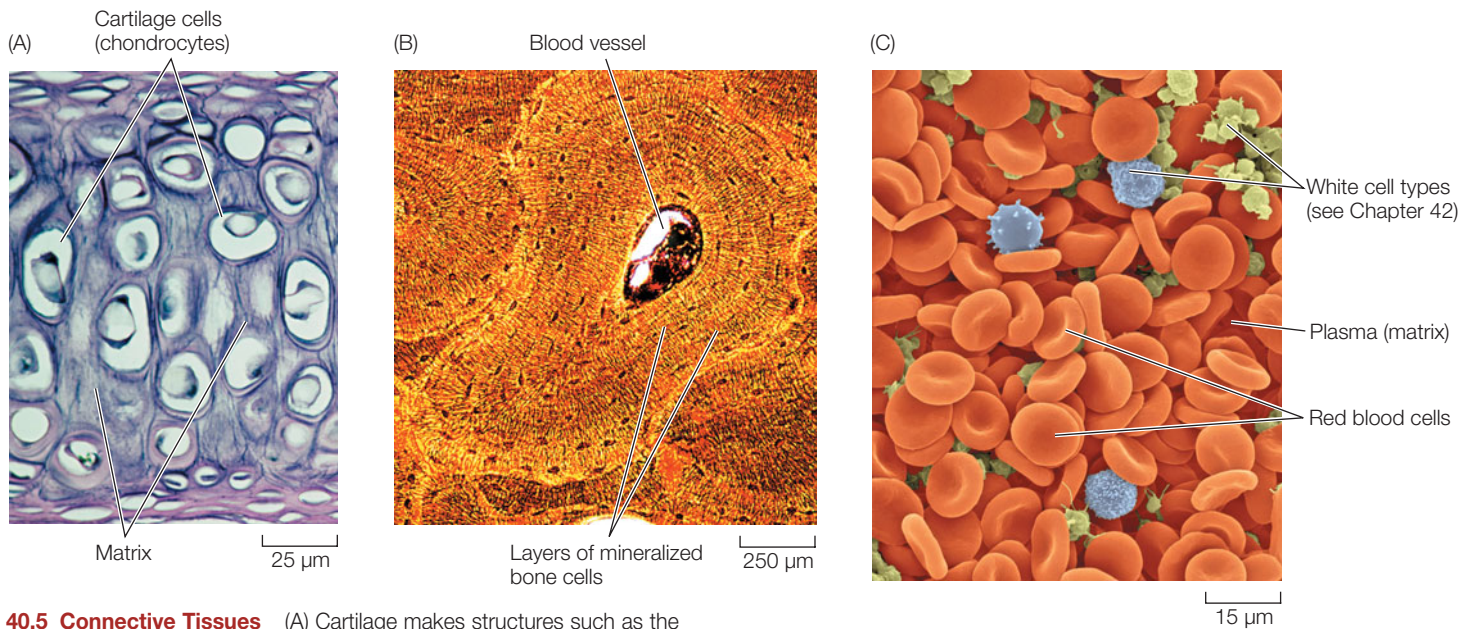 (A)
Cartilage cells
(chondrocytes)
Matrix
25 µm
(B)
Blood vessel
Layers of mineralized
bone cells
250 µm
(C)
White cell types
(see Chapter 42)
Plasma (matrix)
Red blood cells
15 µm
40.5 Connective Tissues (A) Cartilage makes structures such as the